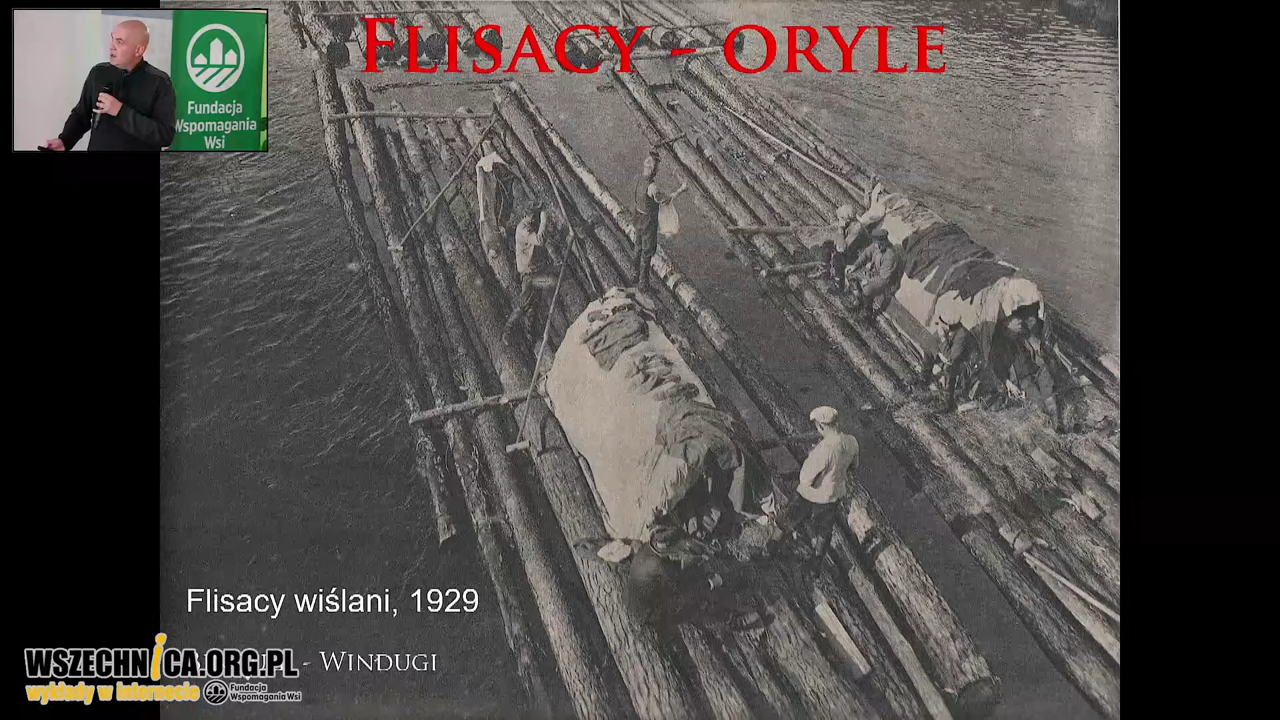 Flisacy - oryle
Fundacja
Wspomagania
Wsi
Flisacy wiślani, 1929
- Windugi
WSZECHNiCA.ORG.PL
wykłady w internecie
Fundacja
Wspomagania Wsi